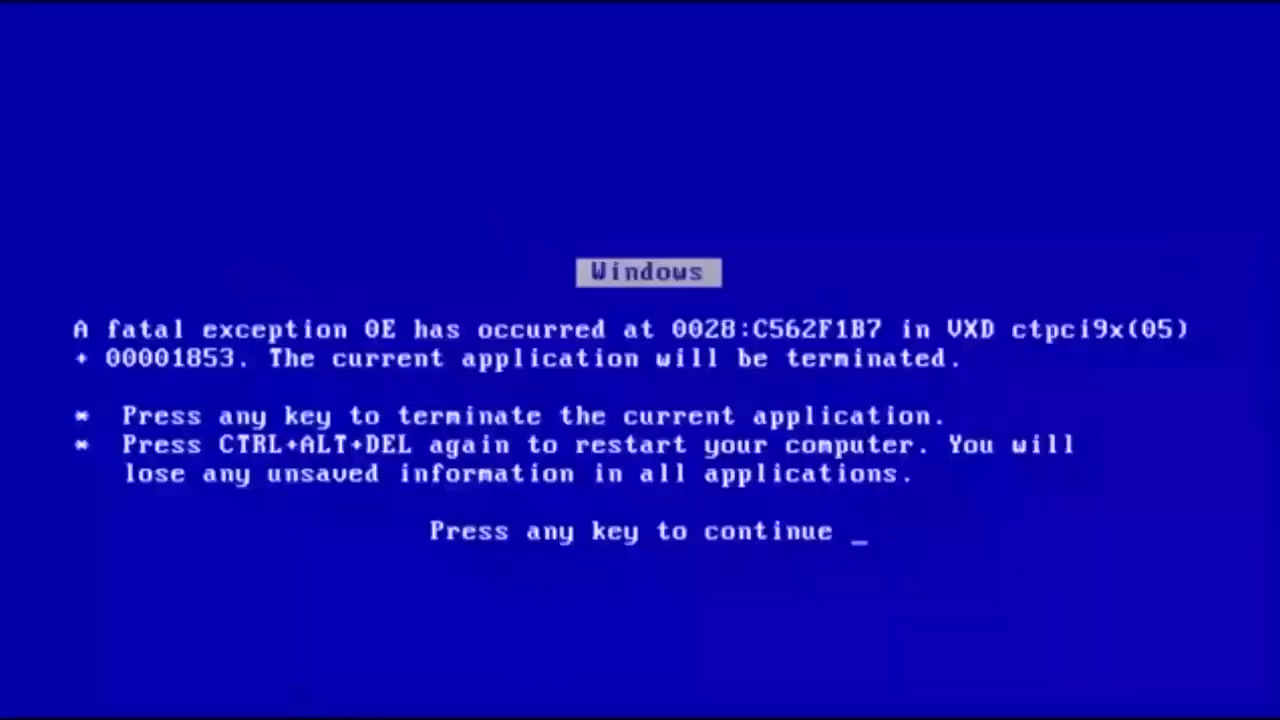 Windows
A fatal exception 0E has occurred at 0028:C562F1B7 in VXD ctpci9x(05)
+ 00001853. The current application will be terminated.
* Press any key to terminate the current application.
* Press CTRL+ALT+DEL again to restart your computer. You will
lose any unsaved information in all applications.
Press any key to continue _